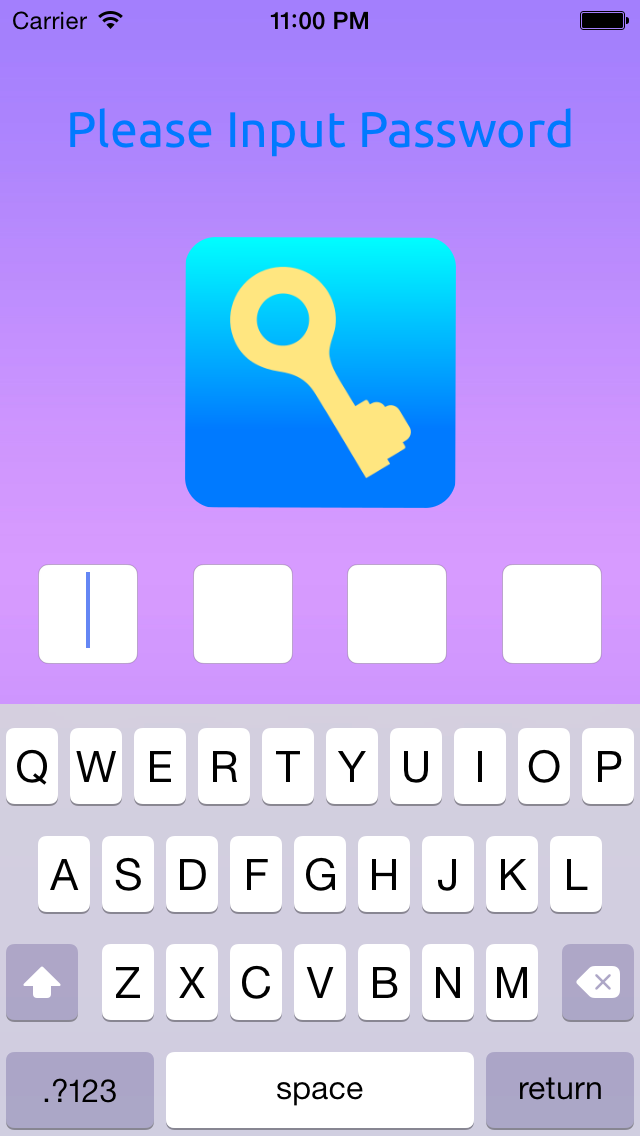 Carrier 11:00 PM
Please Input Password
Q W E R T Y U I O P
A S D F G H J K L
Z X C V B N M
.?123 space return